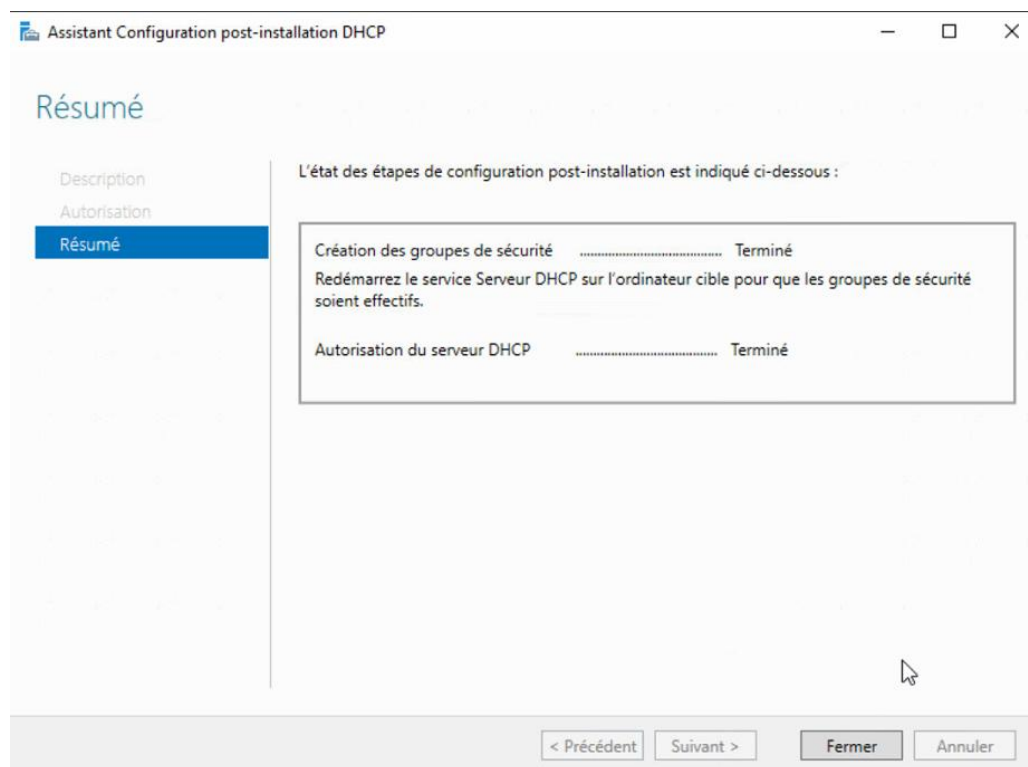 Assistant Configuration post-installation DHCP
Résumé
Description
Autorisation
Résumé
L'état des étapes de configuration post-installation est indiqué ci-dessous :
Création des groupes de sécurité ............................................ Terminé
Redémarrez le service Serveur DHCP sur l'ordinateur cible pour que les groupes de sécurité
soient effectifs.
Autorisation du serveur DHCP ............................................ Terminé
< Précédent
Suivant >
Fermer
Annuler